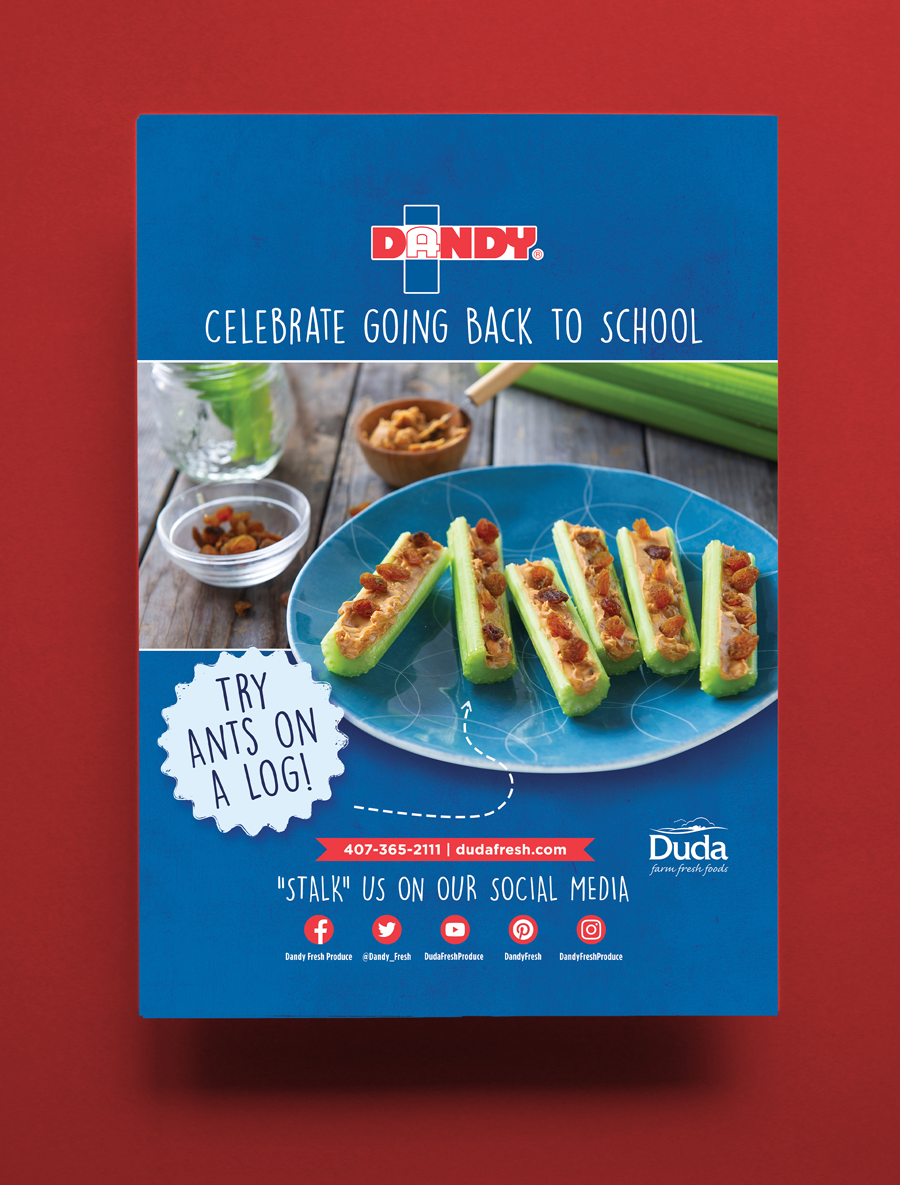 DANDY®
CELEBRATE GOING BACK TO SCHOOL
TRY
ANTS ON
A LOG!
407-365-2111 | dudafresh.com
Duda
farm fresh foods
"STALK" US ON OUR SOCIAL MEDIA
Dandy Fresh Produce @Dandy_Fresh DudaFreshProduce DandyFresh DandyFreshProduce